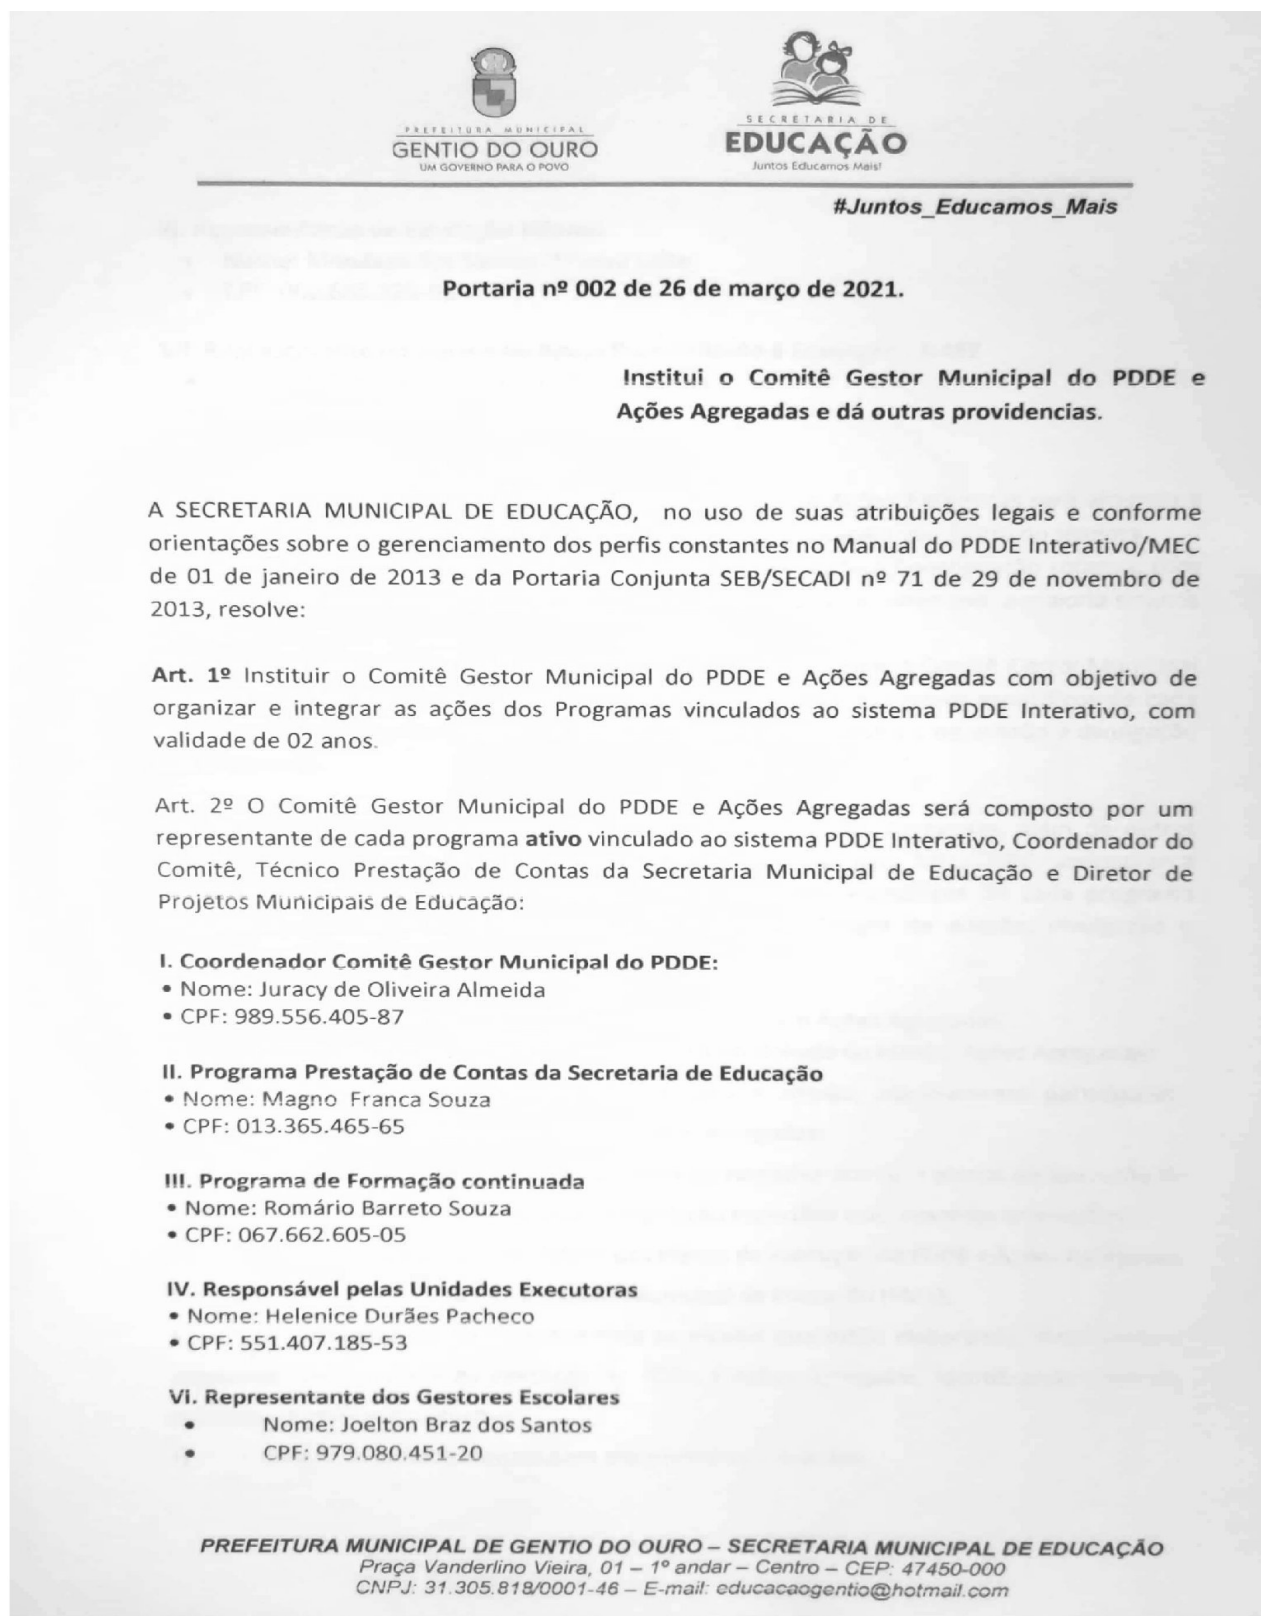 PREFEITURA MUNICIPAL
GENTIO DO OURO
UM GOVERNO PARA O POVO
SECRETARIA DE
EDUCAÇÃO
Juntos Educamos Mais!
#Juntos_Educamos_Mais
Portaria nº 002 de 26 de março de 2021.
Institui o Comitê Gestor Municipal do PDDE e
Ações Agregadas e dá outras providencias.
A SECRETARIA MUNICIPAL DE EDUCAÇÃO, no uso de suas atribuições legais e conforme
orientações sobre o gerenciamento dos perfis constantes no Manual do PDDE Interativo/MEC
de 01 de janeiro de 2013 e da Portaria Conjunta SEB/SECADI nº 71 de 29 de novembro de
2013, resolve:
Art. 1º Instituir o Comitê Gestor Municipal do PDDE e Ações Agregadas com objetivo de
organizar e integrar as ações dos Programas vinculados ao sistema PDDE Interativo, com
validade de 02 anos.
Art. 2º O Comitê Gestor Municipal do PDDE e Ações Agregadas será composto por um
representante de cada programa ativo vinculado ao sistema PDDE Interativo, Coordenador do
Comitê, Técnico Prestação de Contas da Secretaria Municipal de Educação e Diretor de
Projetos Municipais de Educação:
I. Coordenador Comitê Gestor Municipal do PDDE:
• Nome: Juracy de Oliveira Almeida
• CPF: 989.556.405-87
II. Programa Prestação de Contas da Secretaria de Educação
• Nome: Magno Franca Souza
• CPF: 013.365.465-65
III. Programa de Formação continuada
• Nome: Romário Barreto Souza
• CPF: 067.662.605-05
IV. Responsável pelas Unidades Executoras
• Nome: Helenice Durães Pacheco
• CPF: 551.407.185-53
Vi. Representante dos Gestores Escolares
• Nome: Joelton Braz dos Santos
• CPF: 979.080.451-20
PREFEITURA MUNICIPAL DE GENTIO DO OURO – SECRETARIA MUNICIPAL DE EDUCAÇÃO
Praça Vanderlino Vieira, 01 – 1º andar – Centro – CEP: 47450-000
CNPJ: 31.305.818/0001-46 – E-mail: educacaogentio@hotmail.com